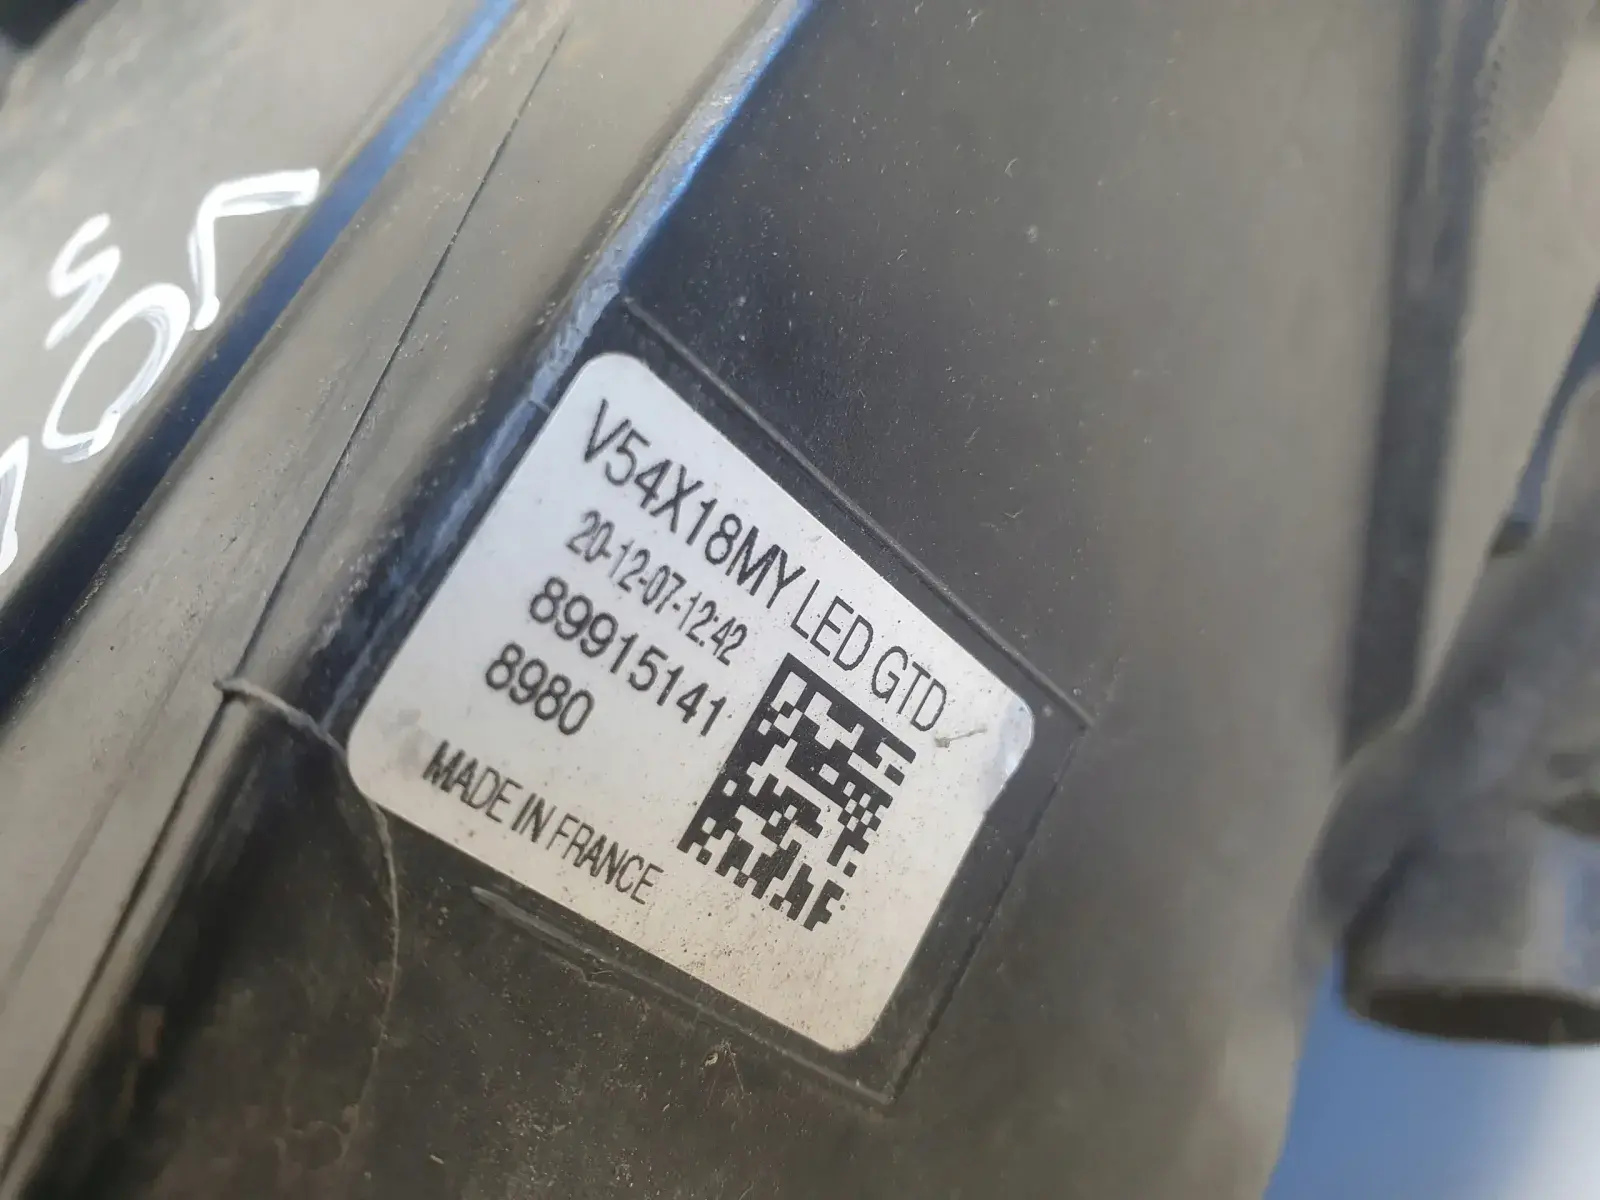 V54X18MY LED GTD
20-12-07-12:42
89915141
8980
MADE IN FRANCE